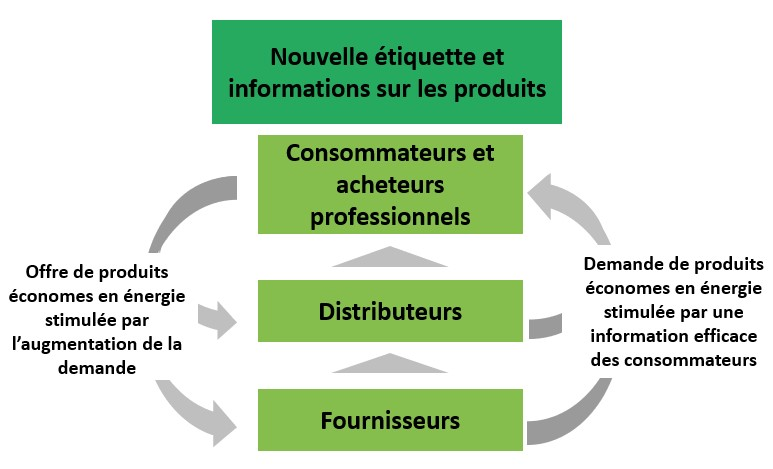 Nouvelle étiquette et
informations sur les produits
Consommateurs et
acheteurs
professionnels
Offre de produits
économes en énergie
stimulée par
l’augmentation de la
demande
Demande de produits
économes en énergie
stimulée par une
information efficace
des consommateurs
Distributeurs
Fournisseurs